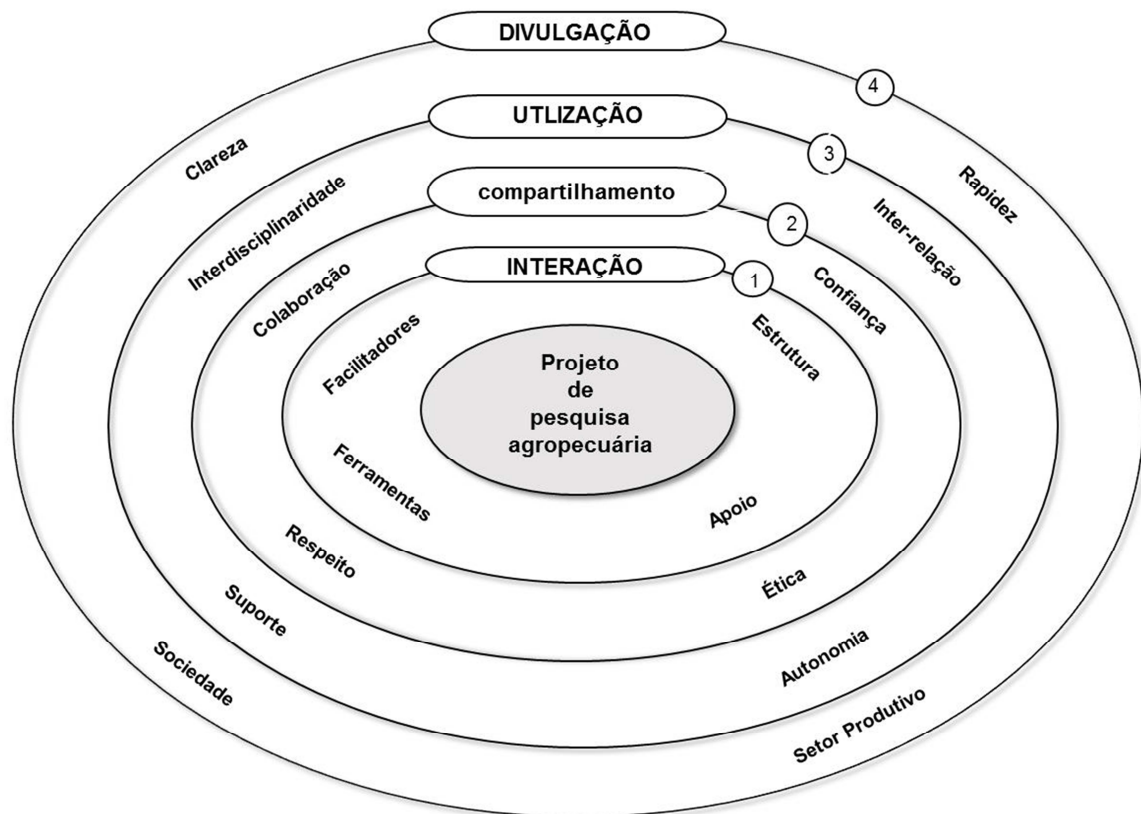 DIVULGAÇÃO
4
UTLIZAÇÃO
3
Clareza
Rapidez
compartilhamento
Interdisciplinaridade
2
Inter-relação
INTERAÇÃO
1
Colaboração
Confiança
Facilitadores
Estrutura
Projeto
de
pesquisa
agropecuária
Ferramentas
Apoio
Respeito
Ética
Suporte
Autonomia
Sociedade
Setor Produtivo